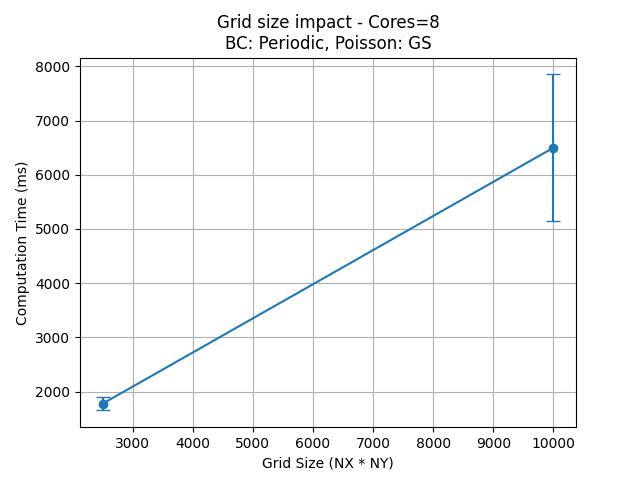 Grid size impact - Cores=8
BC: Periodic, Poisson: GS
8000
7000
6000
5000
4000
3000
2000
Computation Time (ms)
3000 4000 5000 6000 7000 8000 9000 10000
Grid Size (NX * NY)